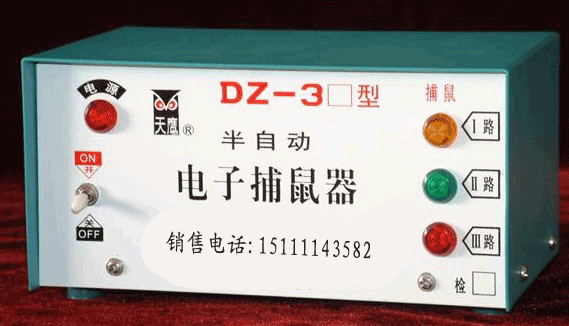 电源
天鹰®
DZ-3□型
捕鼠
I路
ON
开
半自动
电子捕鼠器
II路
关
OFF
销售电话:15111143582
III路
检□